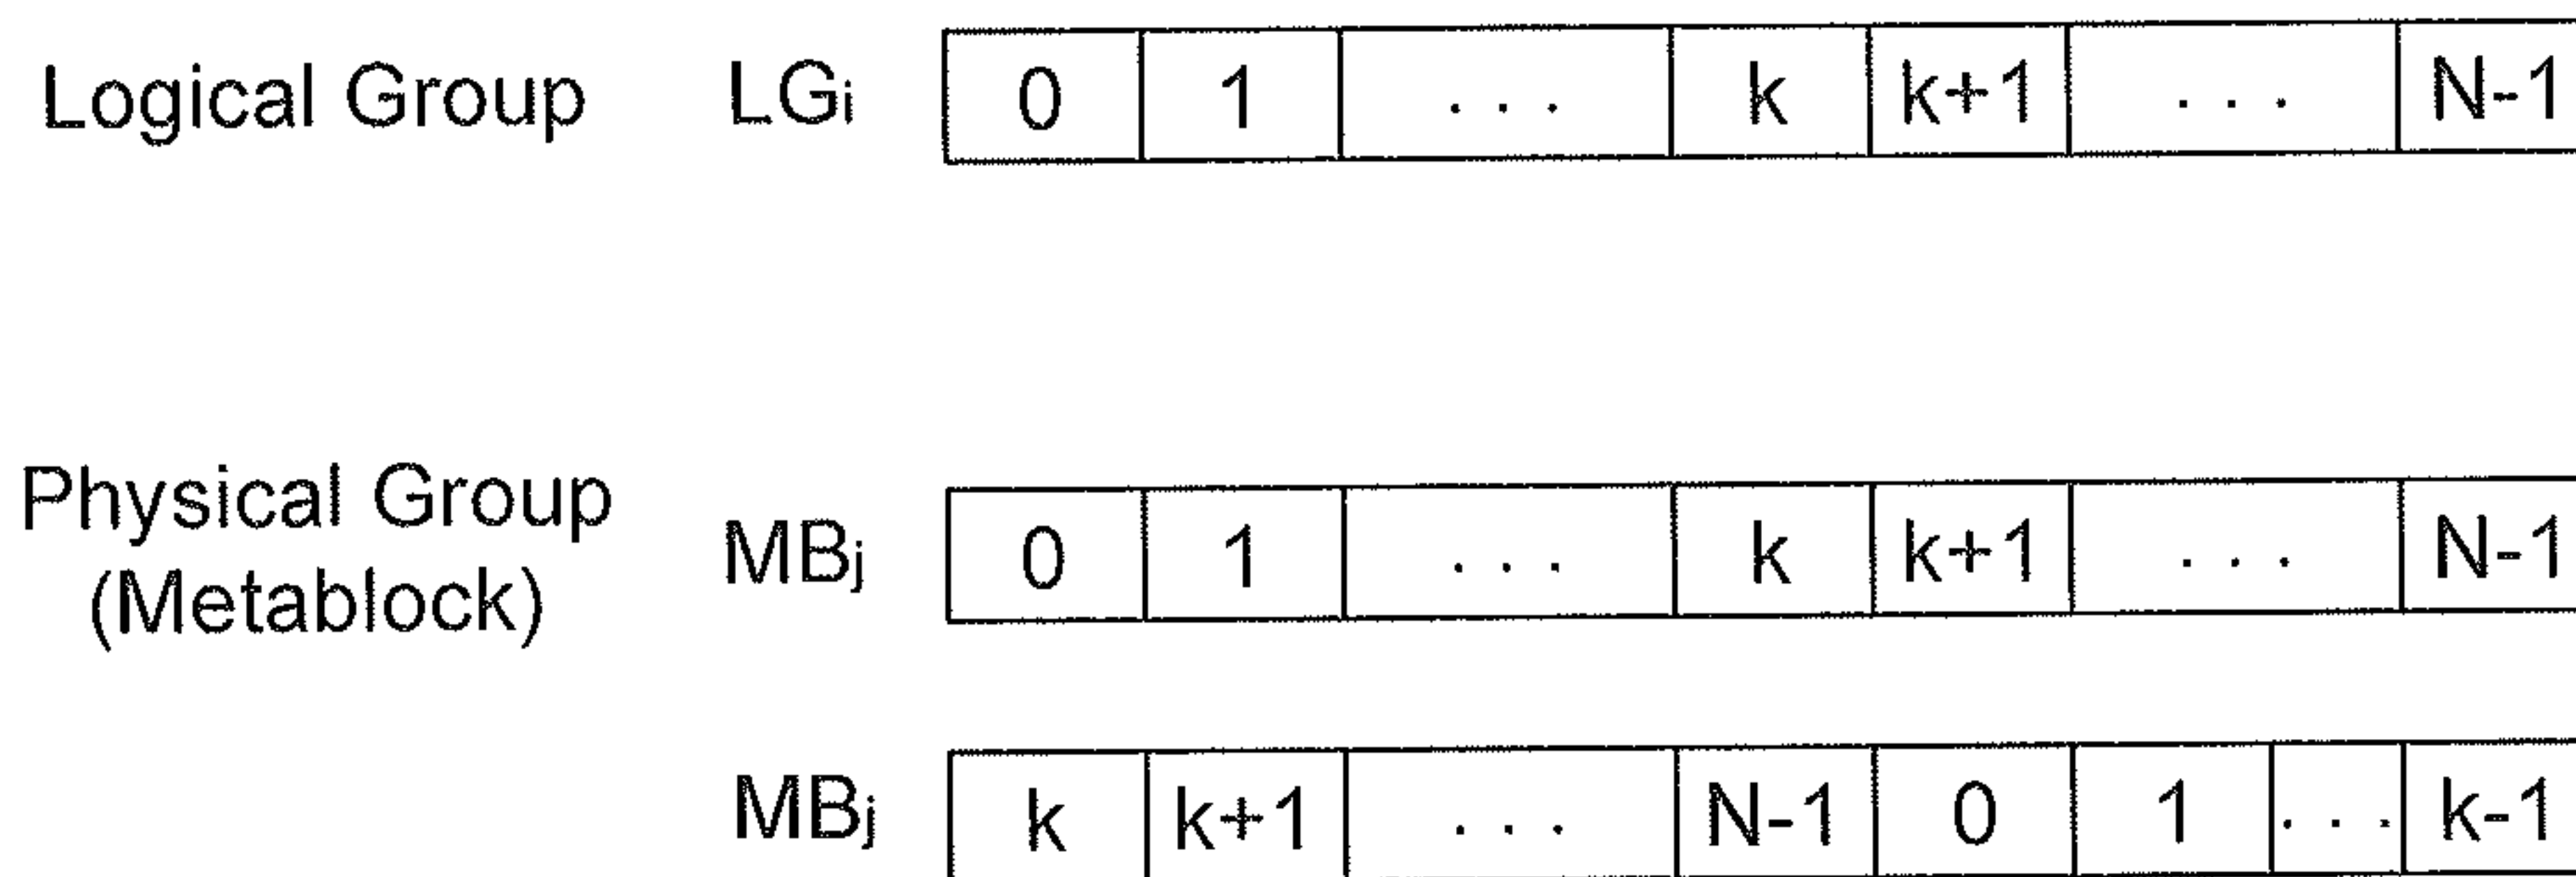 Logical Group LGi 0 1 . . . k k+1 . . . N-1
Physical Group
(Metablock)
MBj 0 1 . . . k k+1 . . . N-1
MBj k k+1 . . . N-1 0 1 . . . k-1